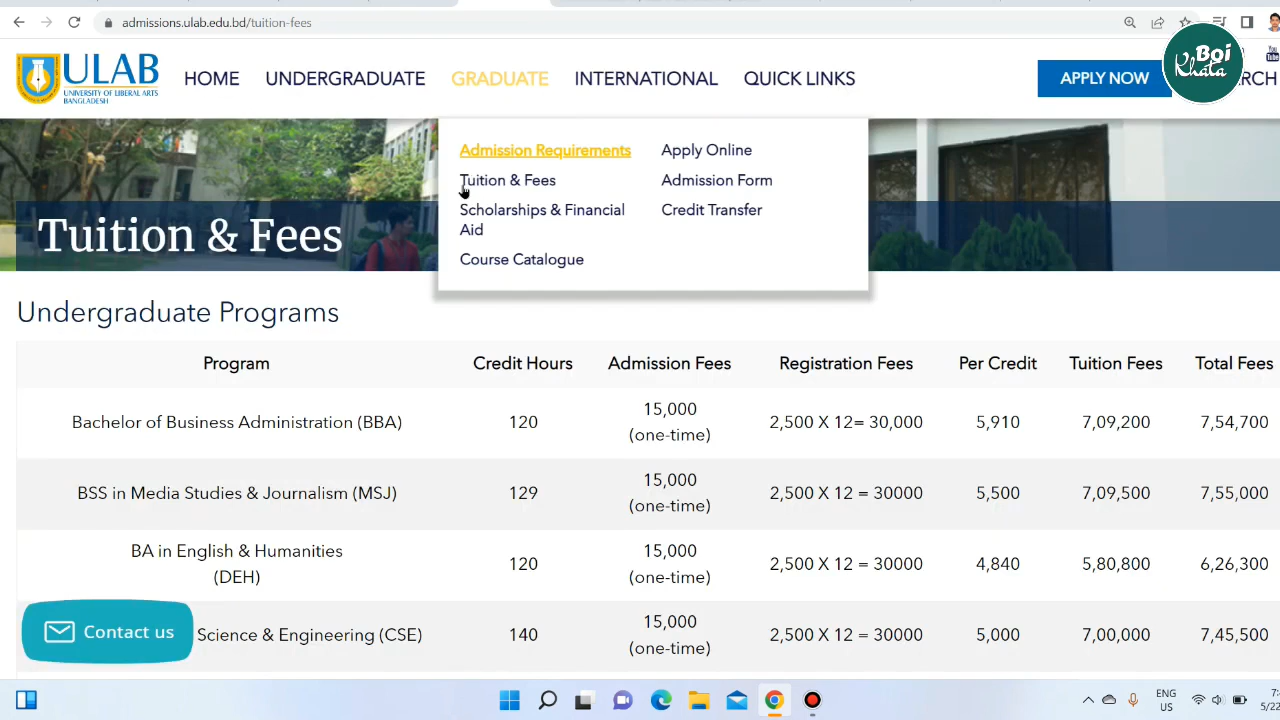 admissions.ulab.edu.bd/tuition-fees
ULAB
UNIVERSITY OF LIBERAL ARTS
BANGLADESH
HOME UNDERGRADUATE GRADUATE INTERNATIONAL QUICK LINKS APPLY NOW
Boi
Khata
You
Admission Requirements Apply Online
Tuition & Fees Admission Form
Scholarships & Financial Credit Transfer
Aid
Course Catalogue
Tuition & Fees
Undergraduate Programs
Program Credit Hours Admission Fees Registration Fees Per Credit Tuition Fees Total Fees
Bachelor of Business Administration (BBA) 120 15,000 (one-time) 2,500 X 12= 30,000 5,910 7,09,200 7,54,700
BSS in Media Studies & Journalism (MSJ) 129 15,000 (one-time) 2,500 X 12 = 30000 5,500 7,09,500 7,55,000
BA in English & Humanities (DEH) 120 15,000 (one-time) 2,500 X 12 = 30000 4,840 5,80,800 6,26,300
Science & Engineering (CSE) 140 15,000 (one-time) 2,500 X 12 = 30000 5,000 7,00,000 7,45,500
Contact us
ENG
US